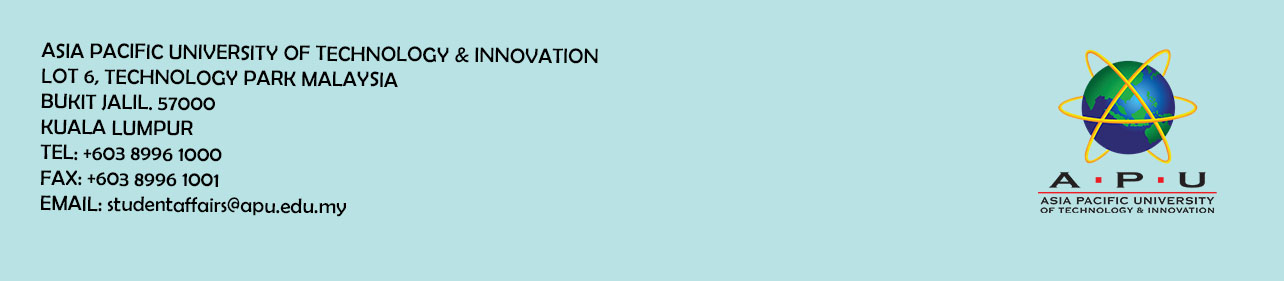 ASIA PACIFIC UNIVERSITY OF TECHNOLOGY & INNOVATION
LOT 6, TECHNOLOGY PARK MALAYSIA
BUKIT JALIL. 57000
KUALA LUMPUR
TEL: +603 8996 1000
FAX: +603 8996 1001
EMAIL: studentaffairs@apu.edu.my
A · P · U
ASIA PACIFIC UNIVERSITY
OF TECHNOLOGY & INNOVATION